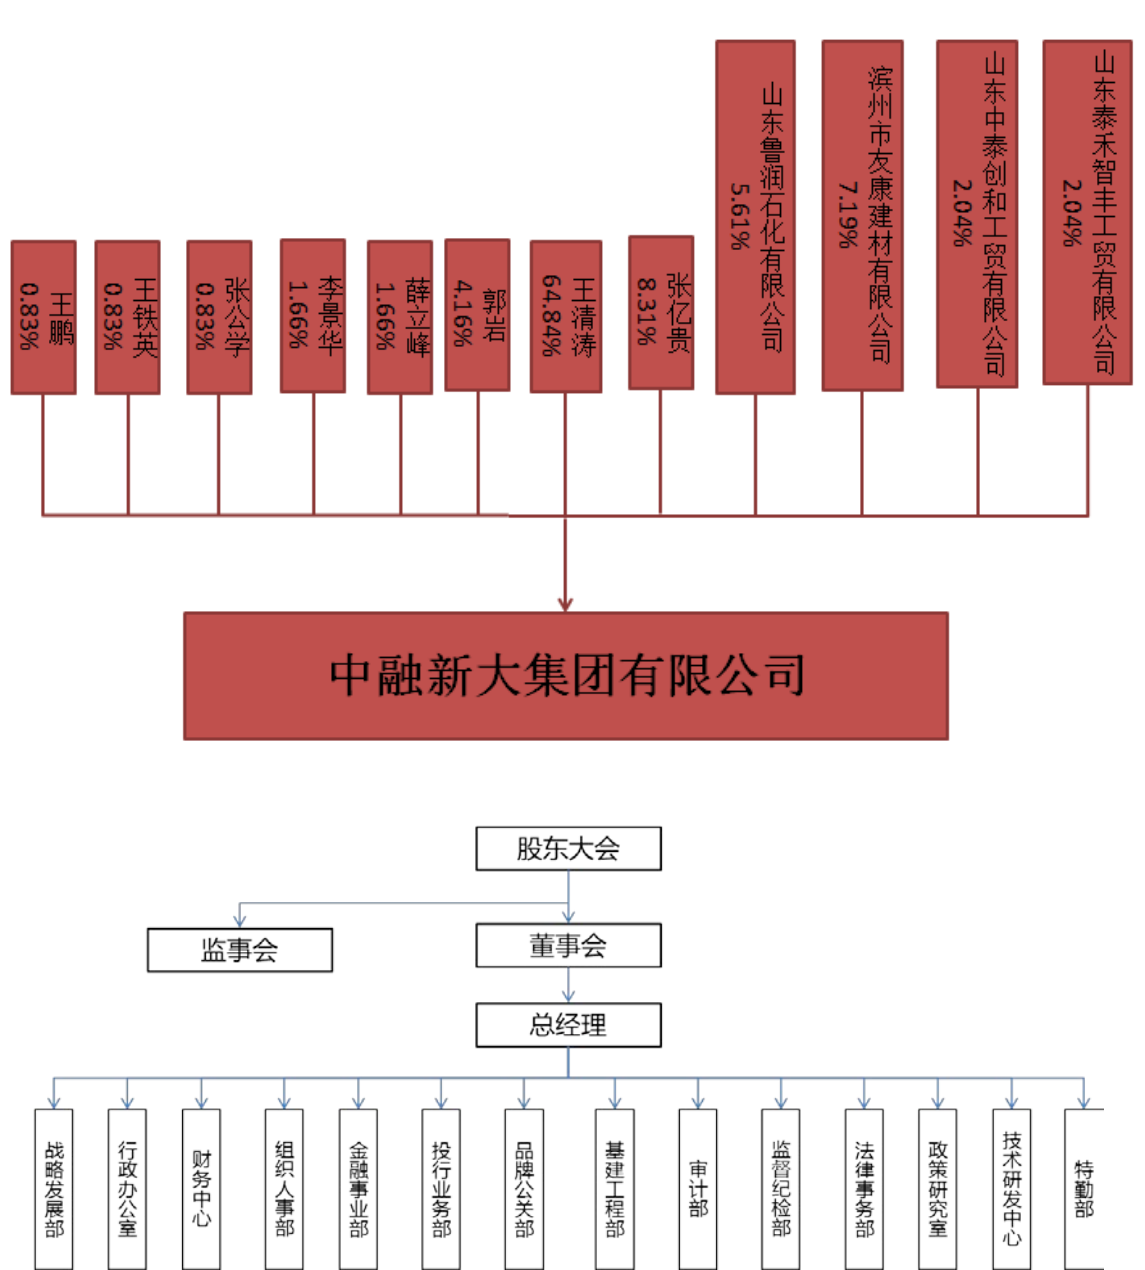 王鹏
0.83%
王铁英
0.83%
张公学
0.83%
李景华
1.66%
薛立峰
1.66%
郭岩
4.16%
王清涛
64.84%
张亿贵
8.31%
山东鲁润石化有限公司
5.61%
滨州市友康建材有限公司
7.19%
山东中泰创和工贸有限公司
2.04%
山东泰禾智丰工贸有限公司
2.04%
中融新大集团有限公司
股东大会
监事会
董事会
总经理
战略发展部
行政办公室
财务中心
组织人事部
金融事业部
投行业务部
品牌公关部
基建工程部
审计部
监督纪检部
法律事务部
政策研究室
技术研发中心
特勤部